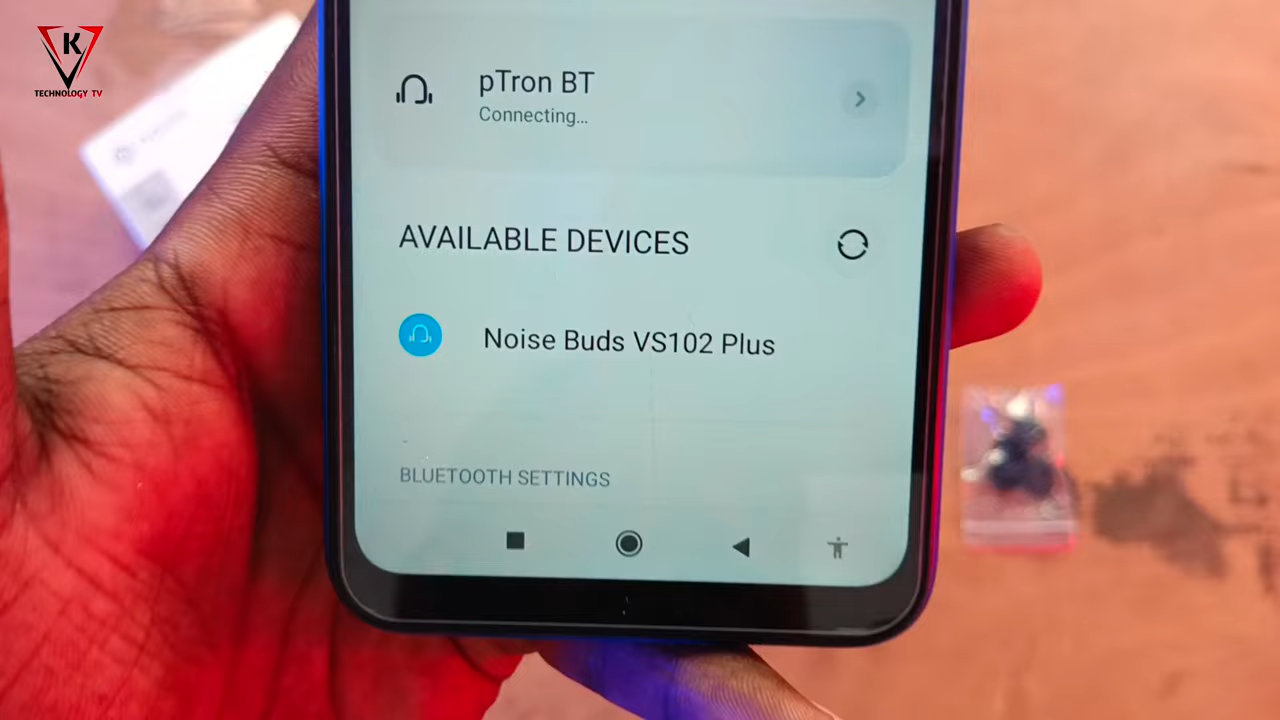 K
TECHNOLOGY TV
pTron BT
Connecting...
AVAILABLE DEVICES
Noise Buds VS102 Plus
BLUETOOTH SETTINGS